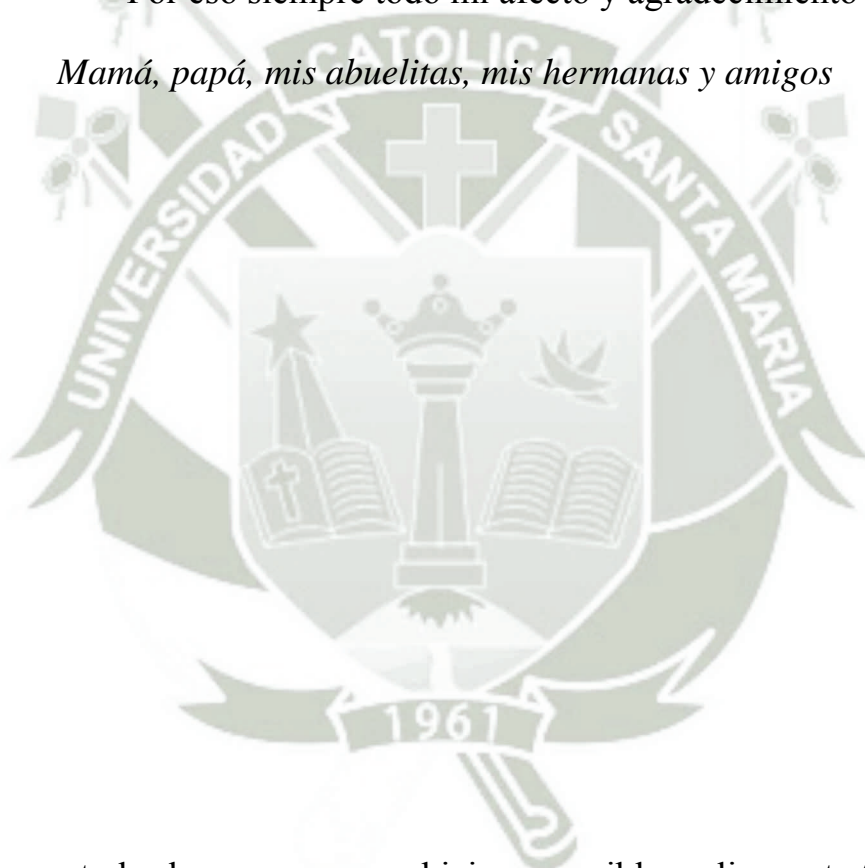 Por eso siempre todo mi afecto y agradecimiento
CATOLICA
Mamá, papá, mis abuelitas, mis hermanas y amigos
UNIVERSIDAD
SANTA MARIA
1961